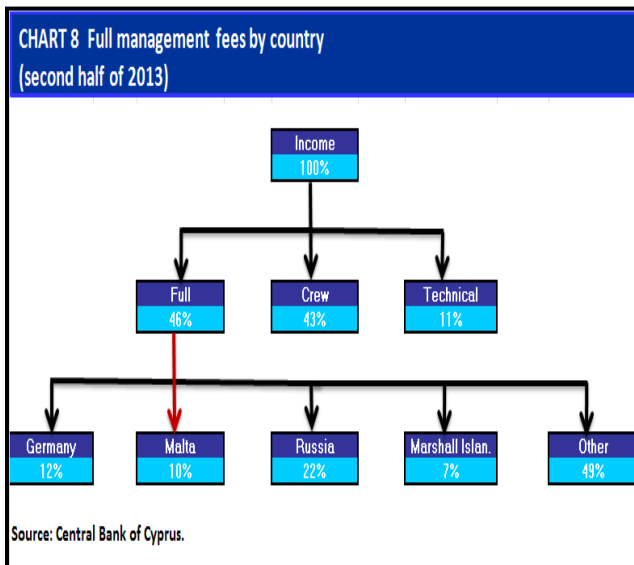 CHART 8 Full management fees by country
(second half of 2013)
Income
100%
Full
46%
Crew
43%
Technical
11%
Germany
12%
Malta
10%
Russia
22%
Marshall Islan.
7%
Other
49%
Source: Central Bank of Cyprus.